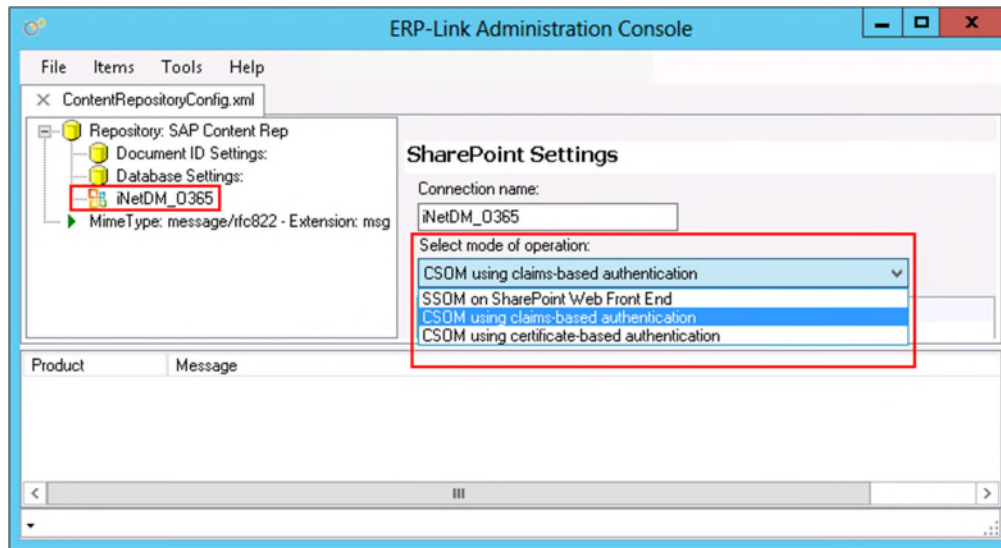 ERP-Link Administration Console
File Items Tools Help
ContentRepositoryConfig.xml
Repository: SAP Content Rep
Document ID Settings:
Database Settings:
iNetDM_O365
MimeType: message/rfc822 - Extension: msg
SharePoint Settings
Connection name:
iNetDM_O365
Select mode of operation:
CSOM using claims-based authentication
SSOM on SharePoint Web Front End
CSOM using claims-based authentication
CSOM using certificate-based authentication
Product Message